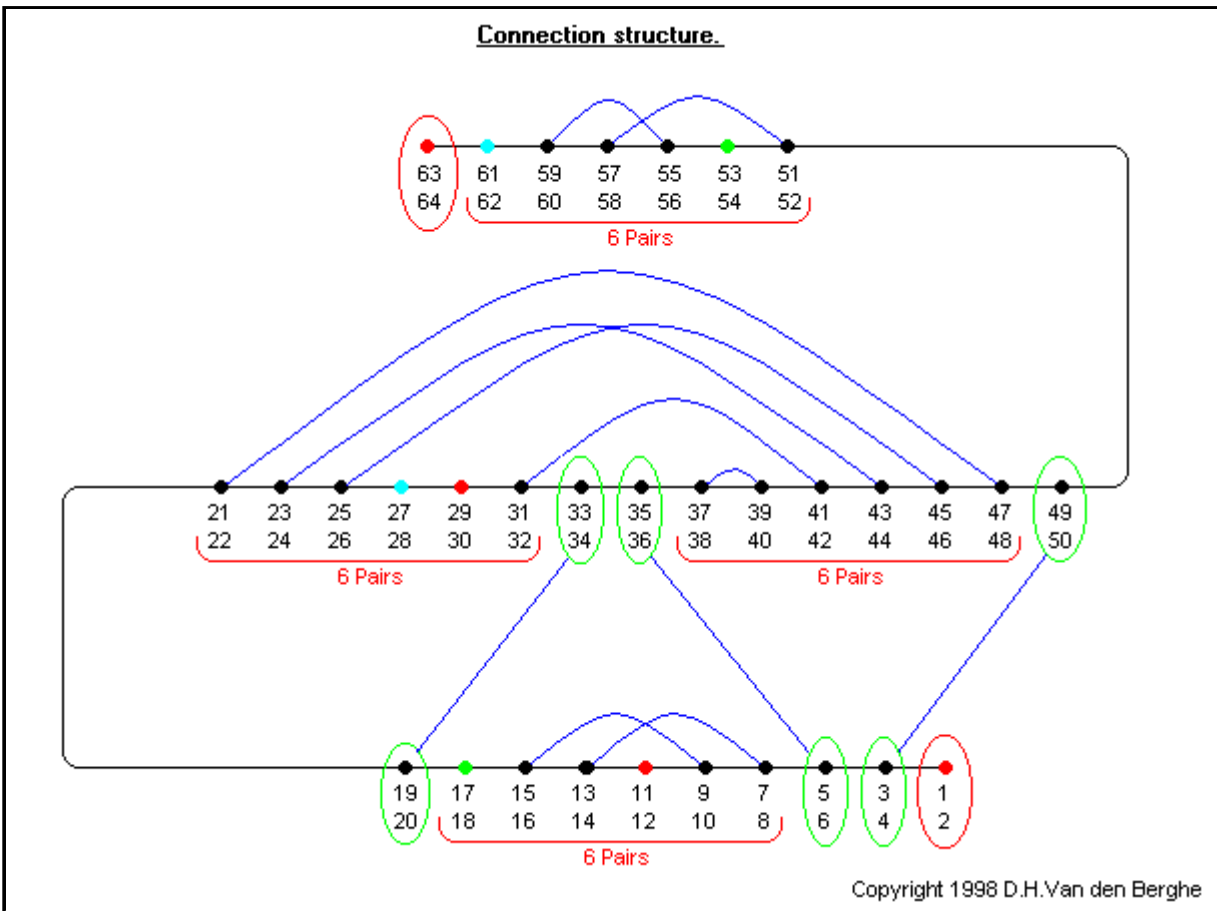 Connection structure.
63 61 59 57 55 53 51
64 62 60 58 56 54 52
6 Pairs
21 23 25 27 29 31 33 35 37 39 41 43 45 47 49
22 24 26 28 30 32 34 36 38 40 42 44 46 48 50
6 Pairs 6 Pairs
19 17 15 13 11 9 7 5 3 1
20 18 16 14 12 10 8 6 4 2
6 Pairs
Copyright 1998 D.H.Van den Berghe